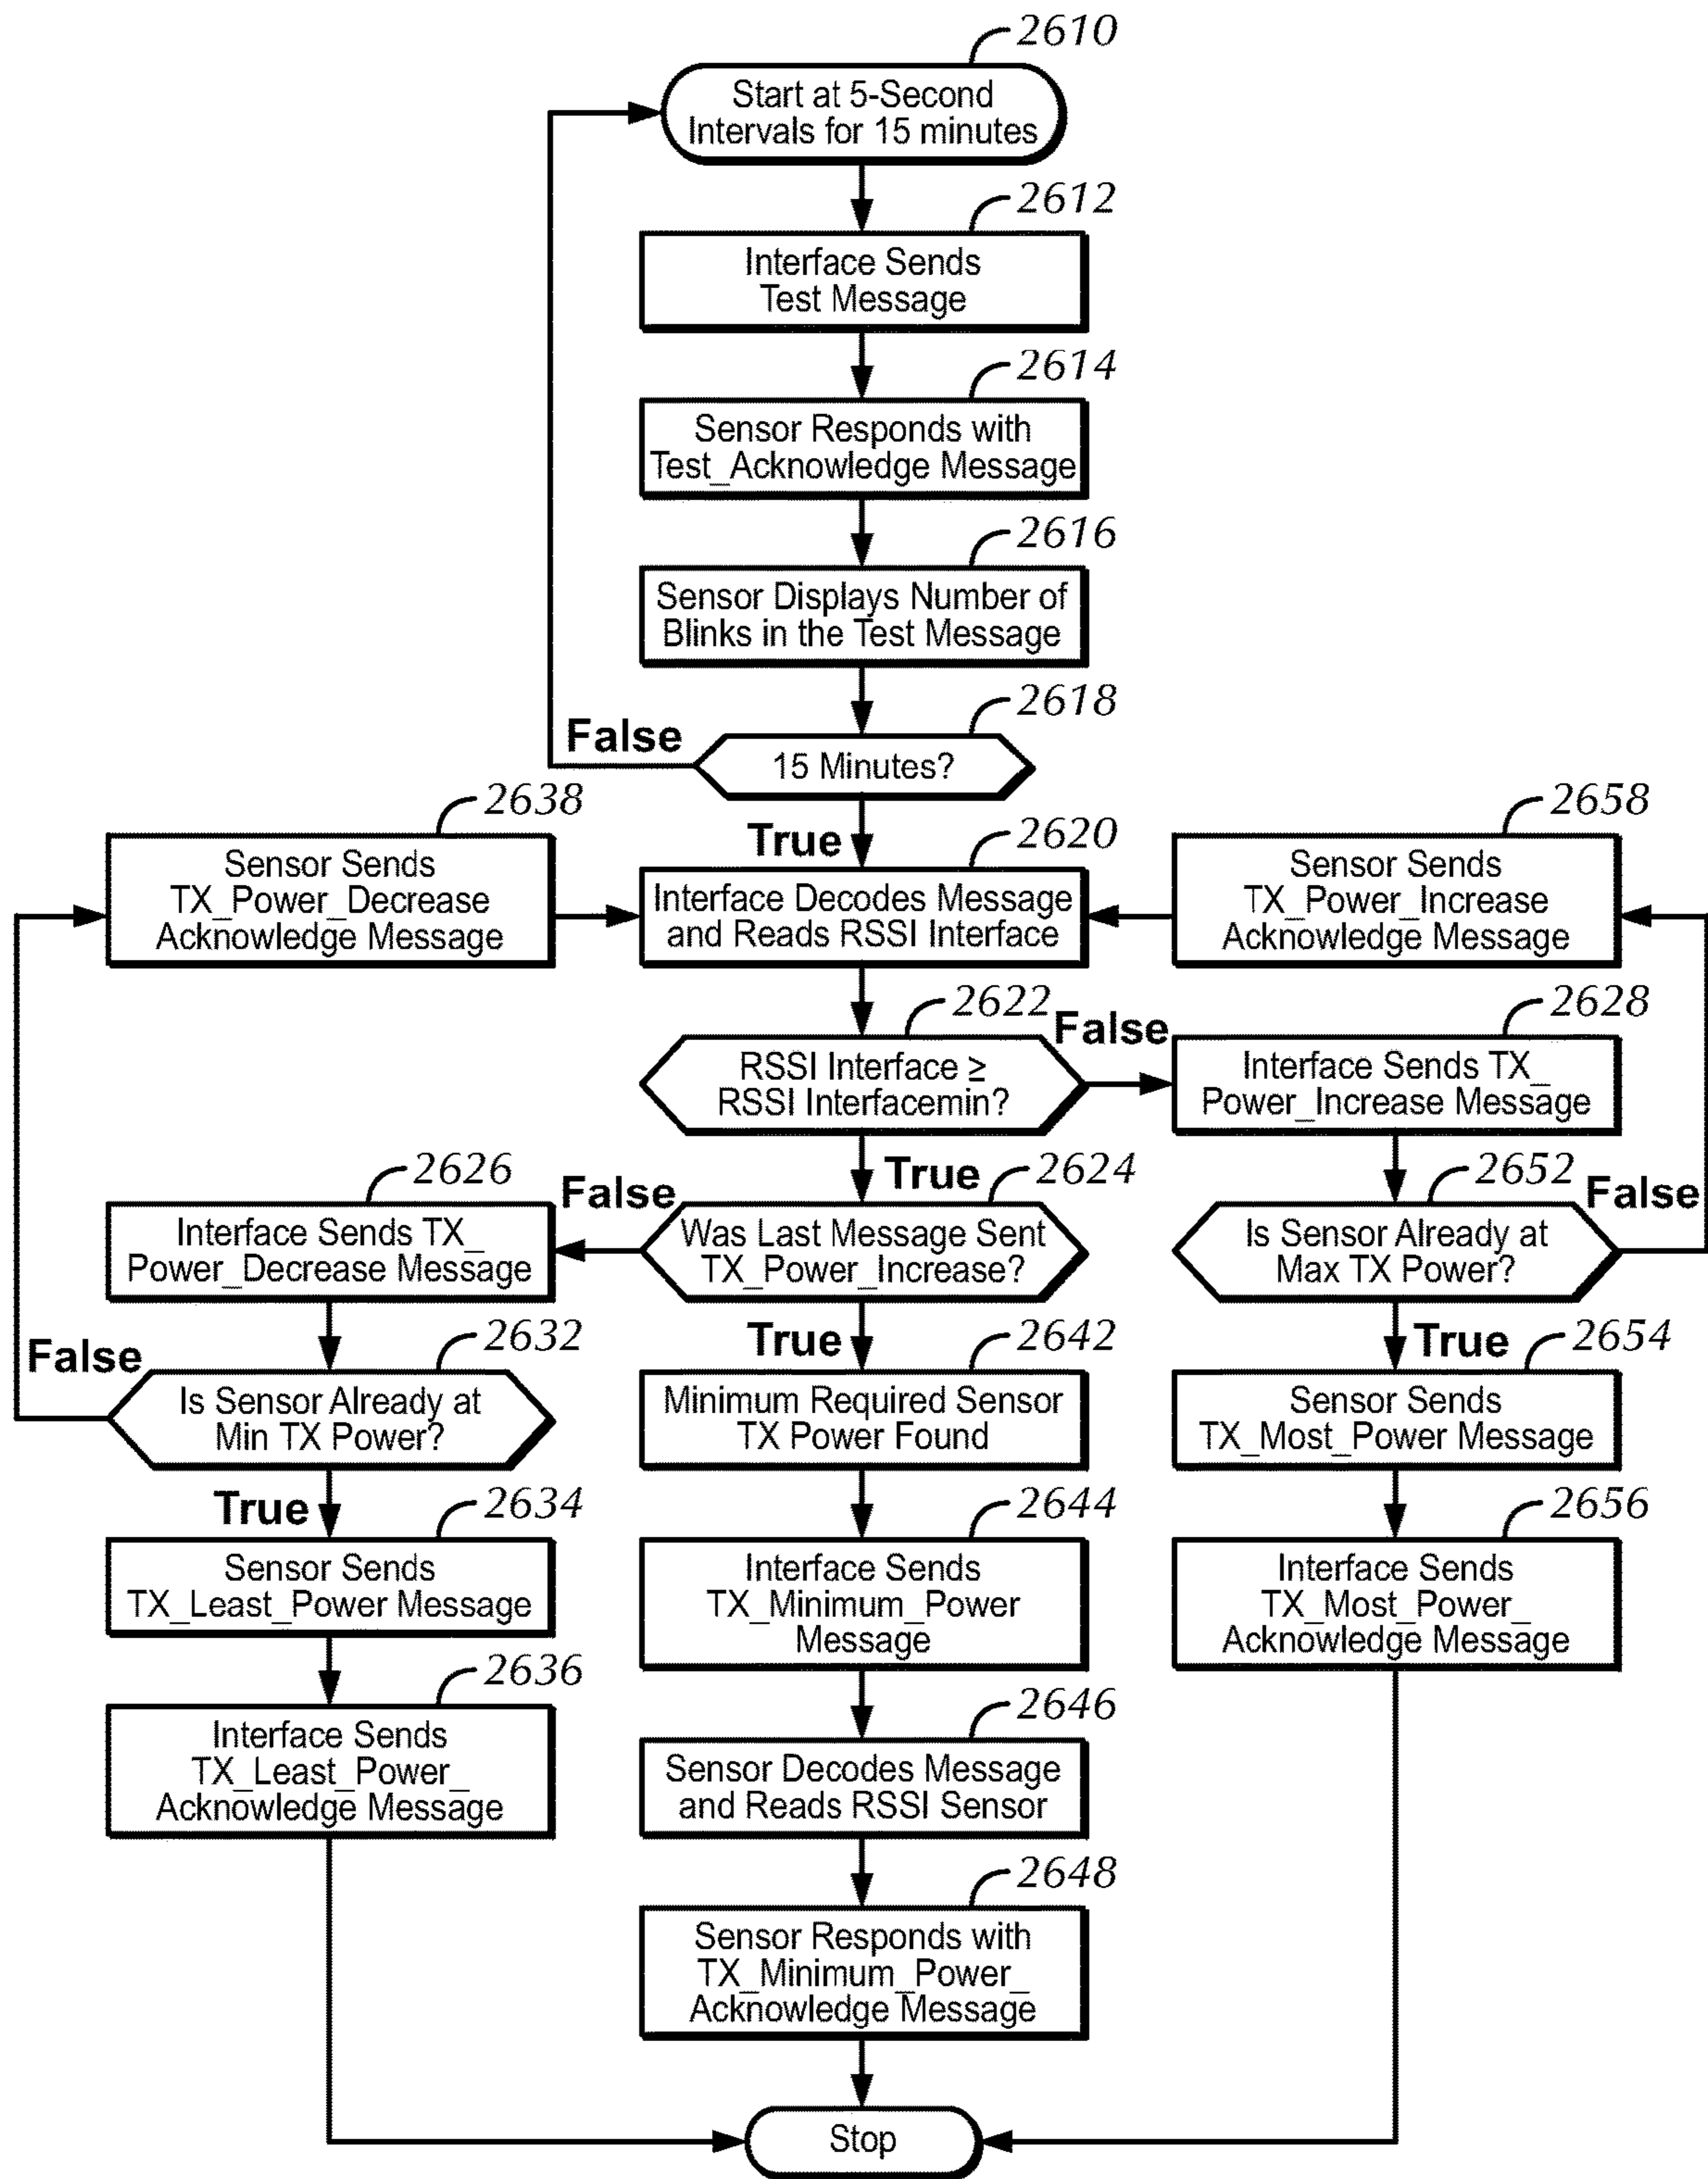 2610
Start at 5-Second
Intervals for 15 minutes
2612
Interface Sends
Test Message
2614
Sensor Responds with
Test_Acknowledge Message
2616
Sensor Displays Number of
Blinks in the Test Message
2618
False
15 Minutes?
True
2638
Sensor Sends
TX_Power_Decrease
Acknowledge Message
2620
Interface Decodes Message
and Reads RSSI Interface
2658
Sensor Sends
TX_Power_Increase
Acknowledge Message
2622
RSSI Interface ≥
RSSI Interfacemin?
False
2628
Interface Sends TX_
Power_Increase Message
True
2626
Interface Sends TX_
Power_Decrease Message
False
2624
Was Last Message Sent
TX_Power_Increase?
2652
Is Sensor Already at
Max TX Power?
False
2632
False
Is Sensor Already at
Min TX Power?
True
True
2642
Minimum Required Sensor
TX Power Found
True
2654
Sensor Sends
TX_Most_Power Message
2634
Sensor Sends
TX_Least_Power Message
2644
Interface Sends
TX_Minimum_Power
Message
2656
Interface Sends
TX_Most_Power_
Acknowledge Message
2636
Interface Sends
TX_Least_Power_
Acknowledge Message
2646
Sensor Decodes Message
and Reads RSSI Sensor
2648
Sensor Responds with
TX_Minimum_Power_
Acknowledge Message
Stop